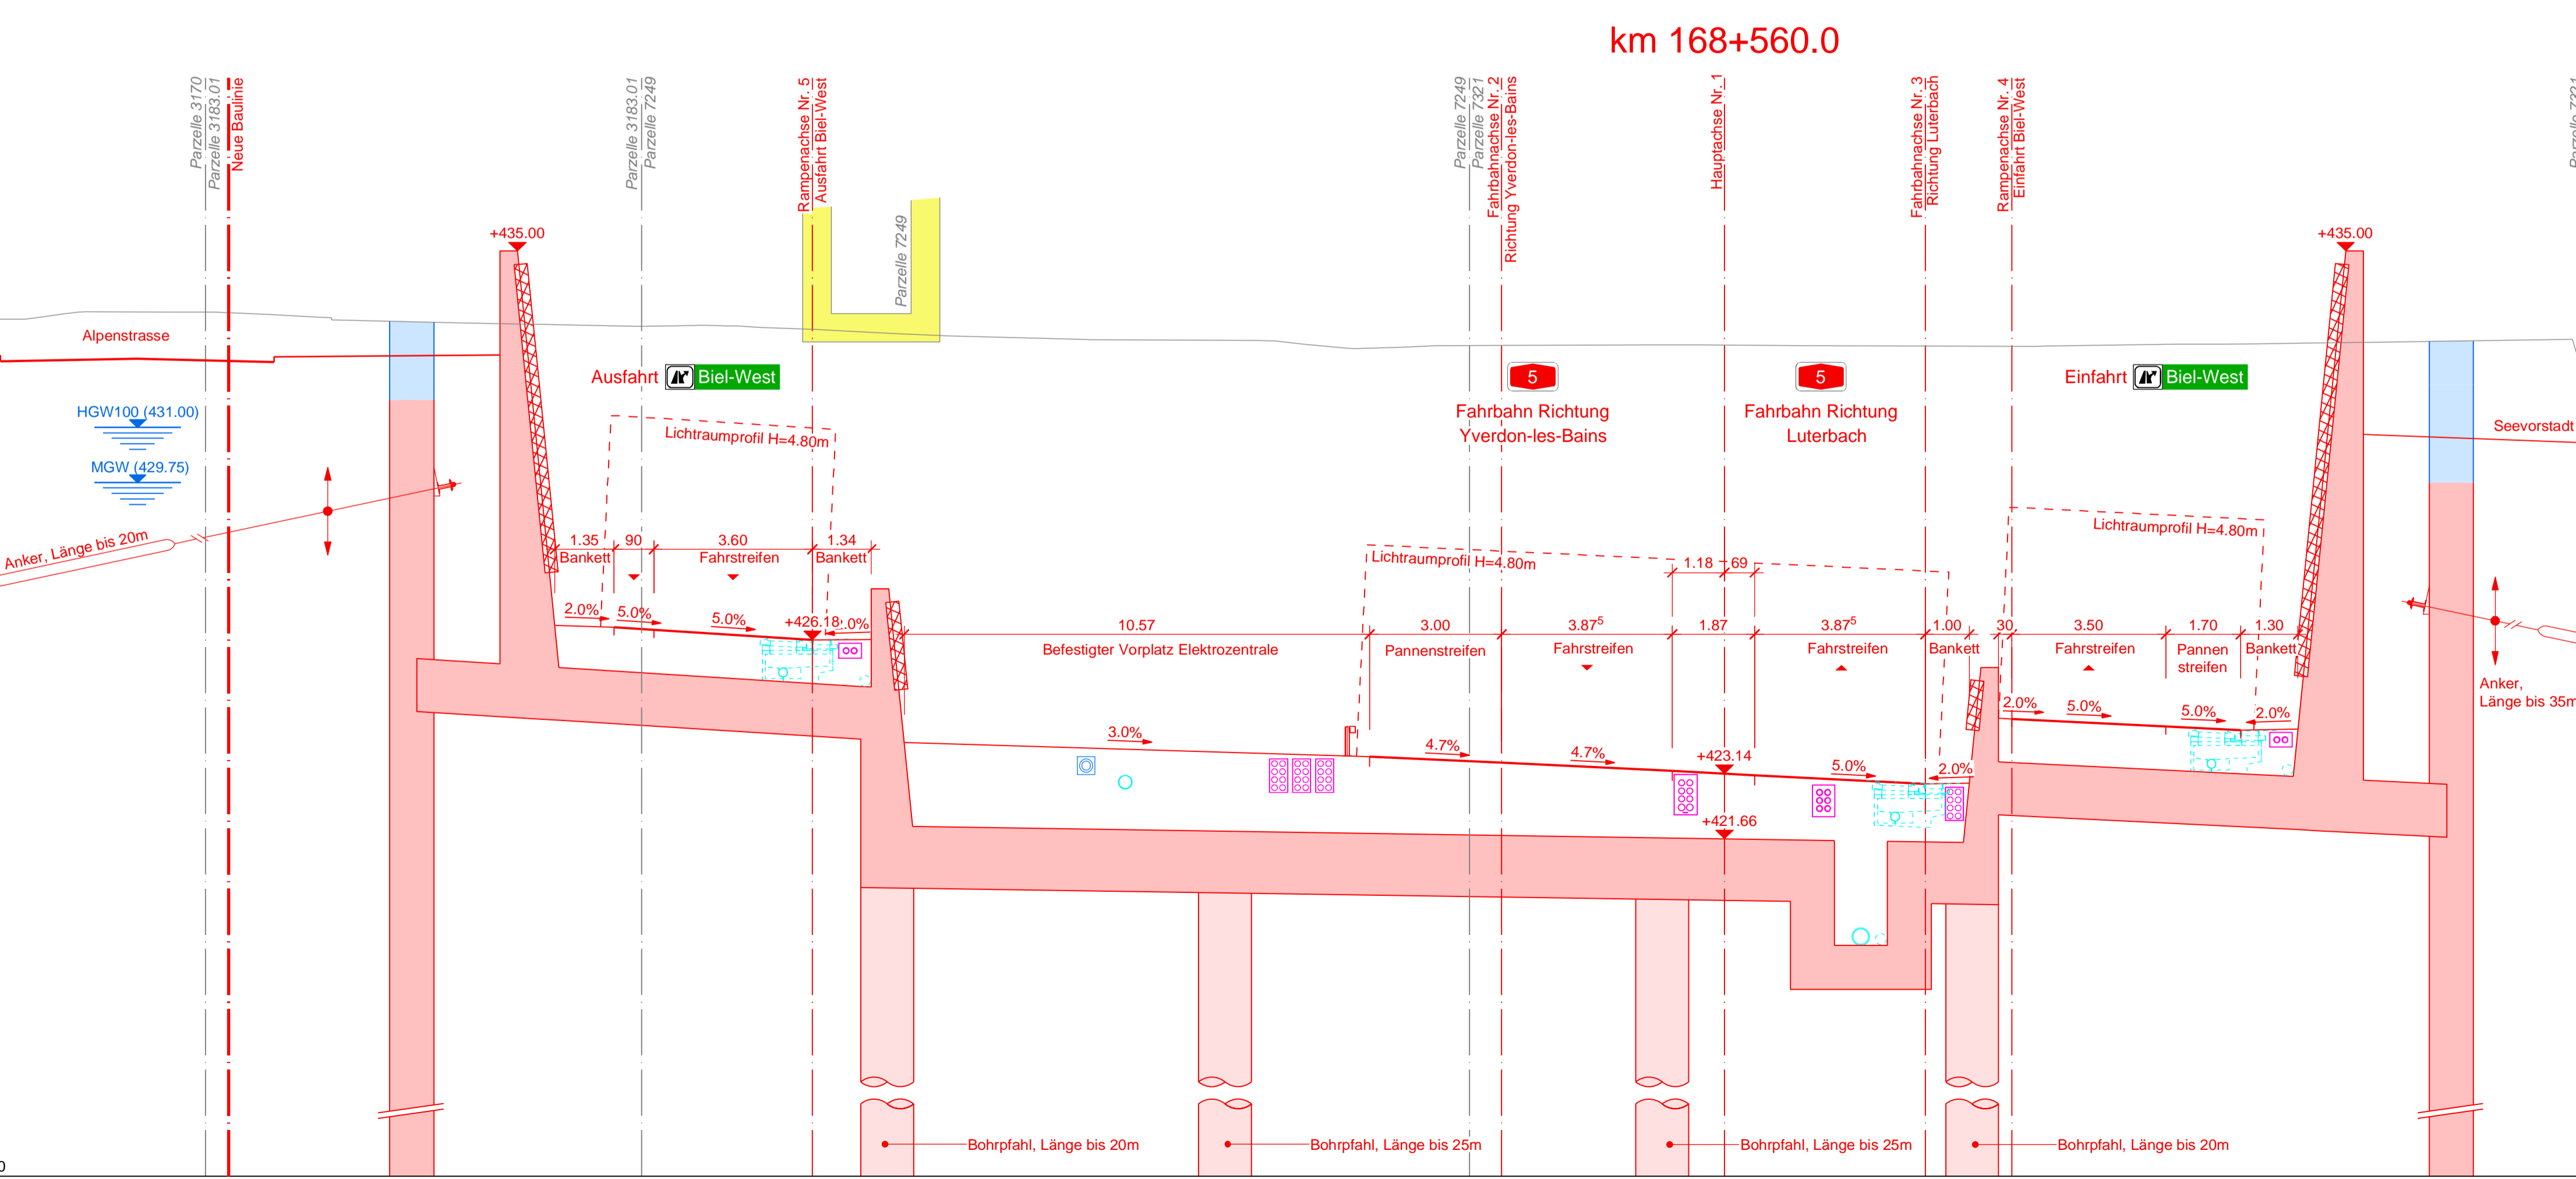 km 168+560.0
Parzelle 3170
Parzelle 3183.01
Neue Baulinie
Parzelle 3183.01
Parzelle 7249
Rampenachse Nr. 5
Ausfahrt Biel-West
Parzelle 7249
Parzelle 7249
Parzelle 7321
Fahrbahnachse Nr. 2
Richtung Yverdon-les-Bains
Hauptachse Nr. 1
Fahrbahnachse Nr. 3
Richtung Luterbach
Rampenachse Nr. 4
Einfahrt Biel-West
+435.00
+435.00
Alpenstrasse
Ausfahrt Biel-West
5
5
Einfahrt Biel-West
Fahrbahn Richtung
Yverdon-les-Bains
Fahrbahn Richtung
Luterbach
HGW100 (431.00)
MGW (429.75)
Seevorstadt
Lichtraumprofil H=4.80m
Lichtraumprofil H=4.80m
Lichtraumprofil H=4.80m
Anker, Länge bis 20m
1.35 90 3.60 1.34
Bankett Fahrstreifen Bankett
1.18 69
2.0% 5.0% 5.0% +426.18
10.57 3.00 3.87⁵ 1.87 3.87⁵ 1.00 30 3.50 1.70 1.30
Befestigter Vorplatz Elektrozentrale Pannenstreifen Fahrstreifen Fahrstreifen Bankett Fahrstreifen Pannen Bankett
streifen
Anker,
Länge bis 35m
3.0% 4.7% 4.7% +423.14 5.0% 2.0% 2.0% 5.0% 5.0% 2.0%
+421.66
Bohrpfahl, Länge bis 20m
Bohrpfahl, Länge bis 25m
Bohrpfahl, Länge bis 25m
Bohrpfahl, Länge bis 20m